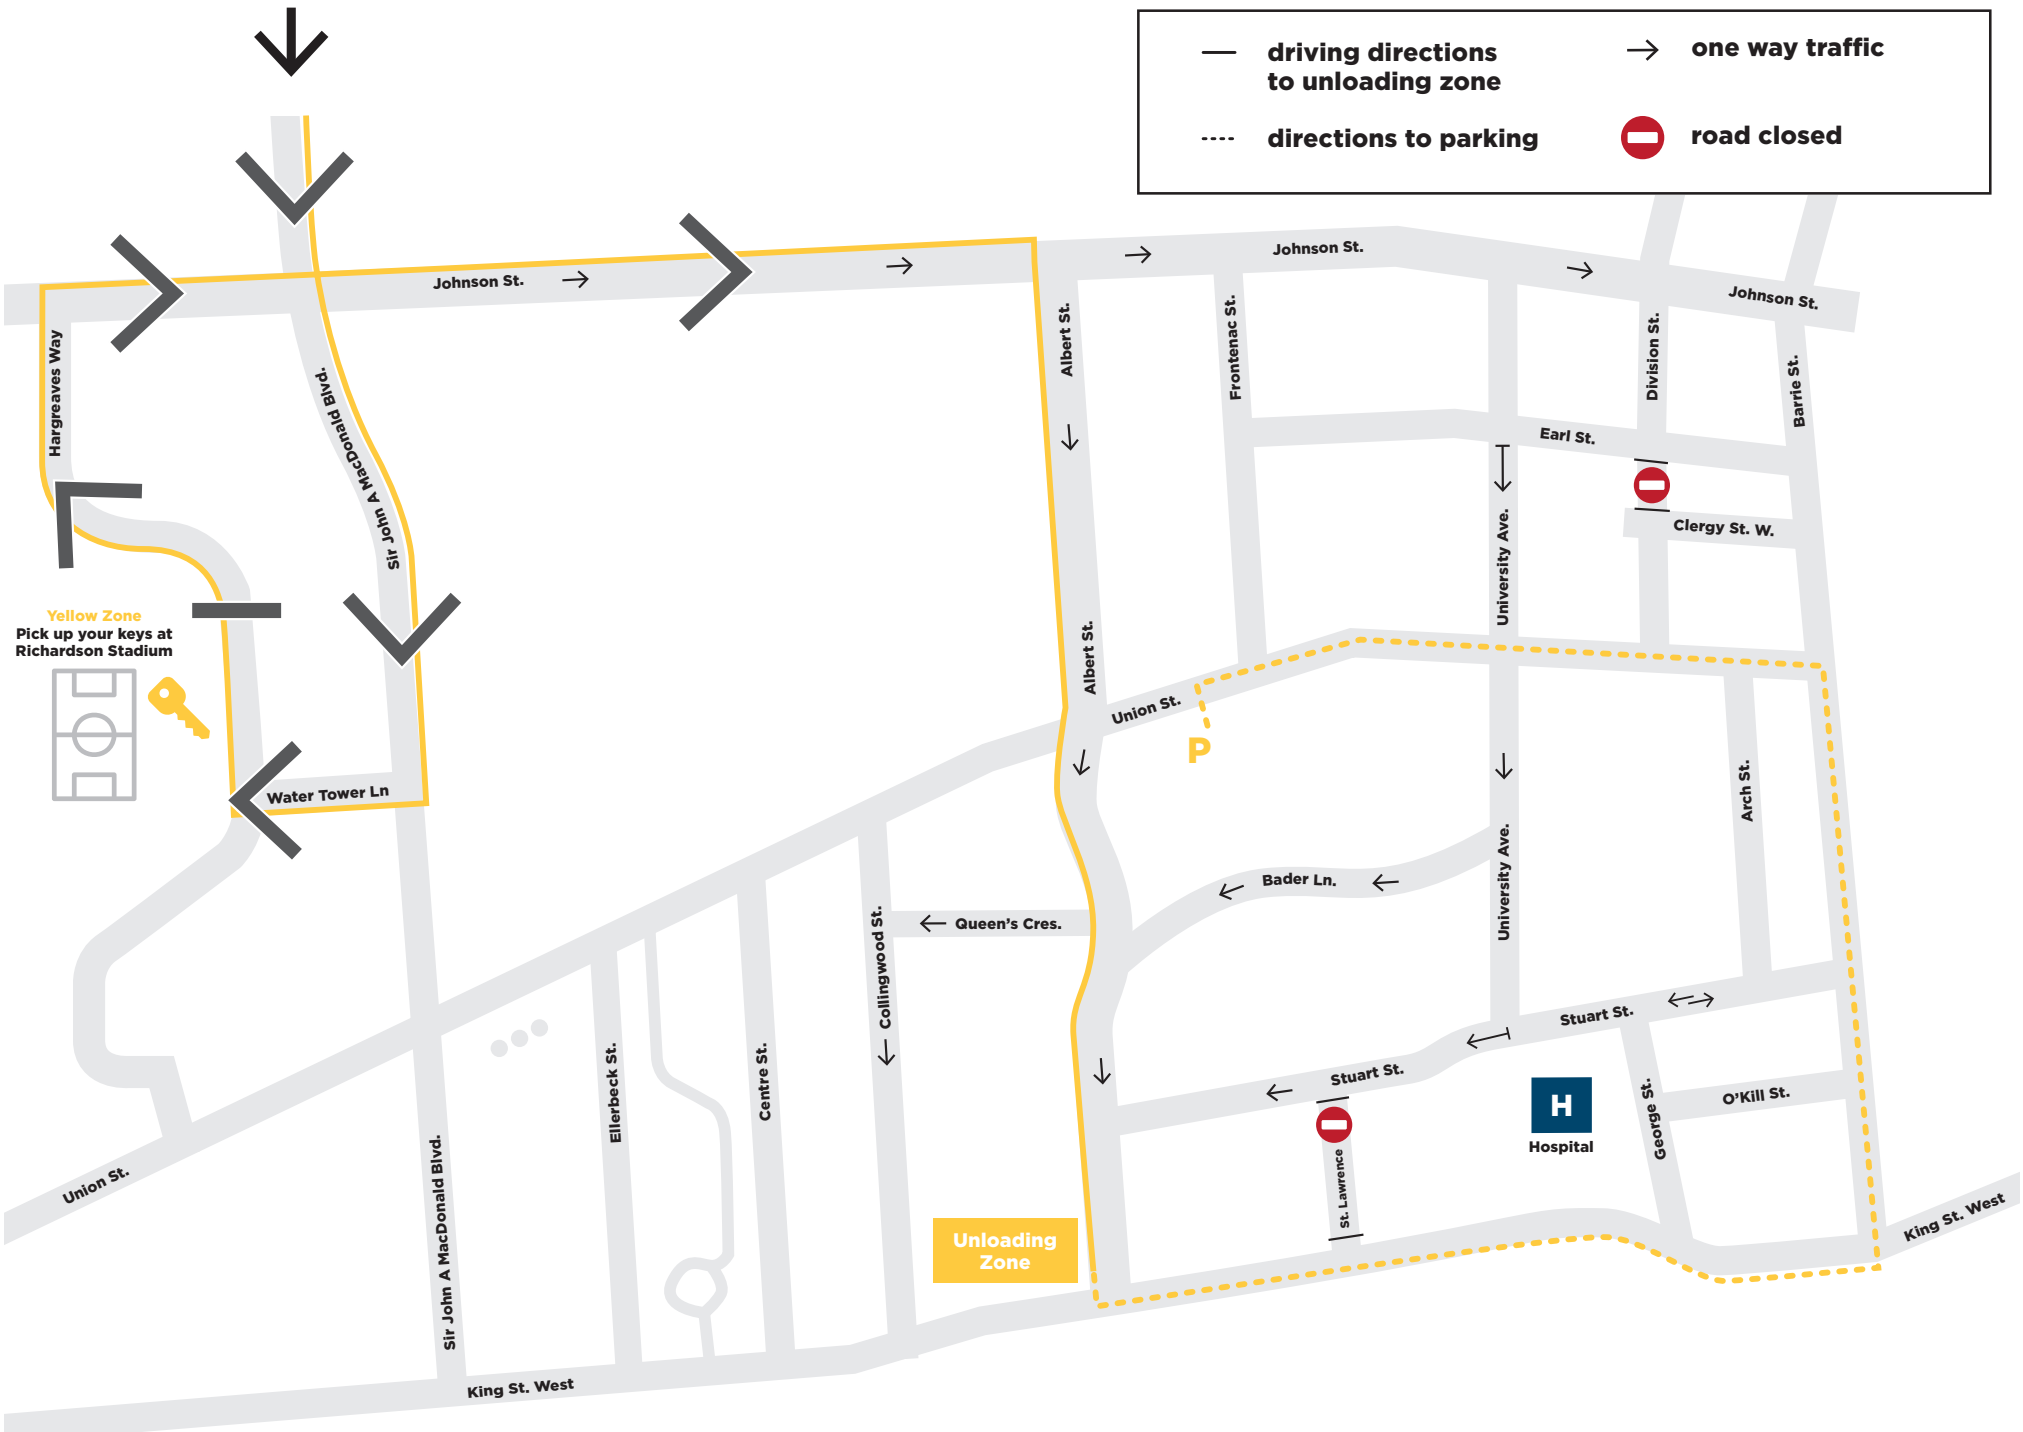 driving directions
to unloading zone
one way traffic
directions to parking
road closed
Johnson St.
Johnson St.
Johnson St.
Hargreaves Way
Sir John A MacDonald Blvd.
Albert St.
Frontenac St.
Division St.
Barrie St.
Earl St.
Clergy St. W.
University Ave.
Yellow Zone
Pick up your keys at
Richardson Stadium
Albert St.
Union St.
P
Water Tower Ln
Arch St.
University Ave.
Bader Ln.
Queen's Cres.
Collingwood St.
Stuart St.
Stuart St.
Ellerbeck St.
Centre St.
O'Kill St.
George St.
H
Hospital
St. Lawrence
Union St.
Sir John A MacDonald Blvd.
Unloading
Zone
King St. West
King St. West